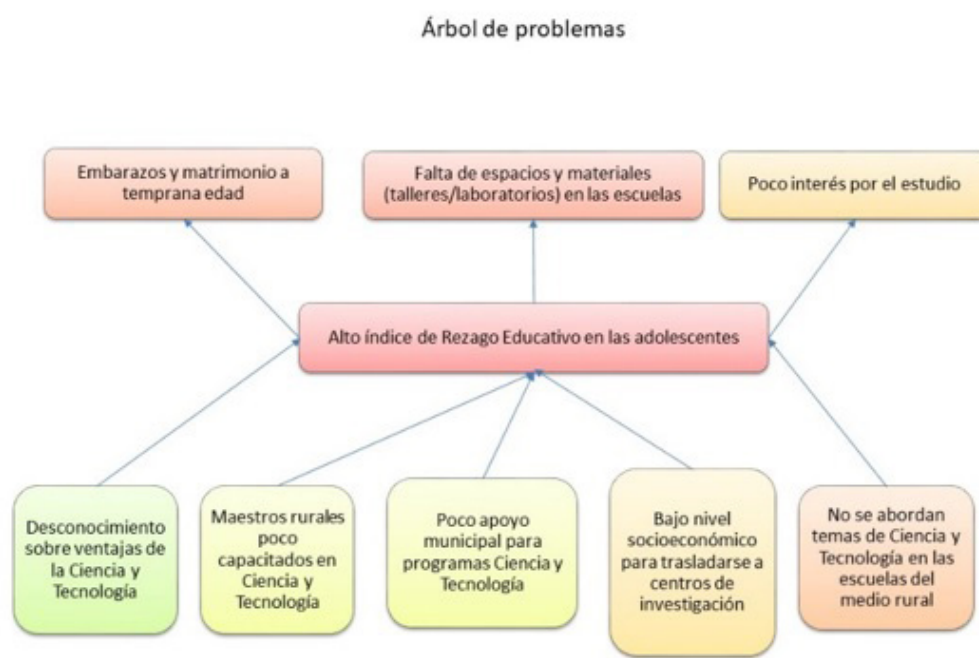 Árbol de problemas
Embarazos y matrimonio a
temprana edad
Falta de espacios y materiales
(talleres/laboratorios) en las escuelas
Poco interés por el estudio
Alto índice de Rezago Educativo en las adolescentes
Desconocimiento
sobre ventajas de
la Ciencia y
Tecnología
Maestros rurales
poco
capacitados en
Ciencia y
Tecnología
Poco apoyo
municipal para
programas Ciencia y
Tecnología
Bajo nivel
socioeconómico
para trasladarse a
centros de
investigación
No se abordan
temas de Ciencia y
Tecnología en las
escuelas del
medio rural